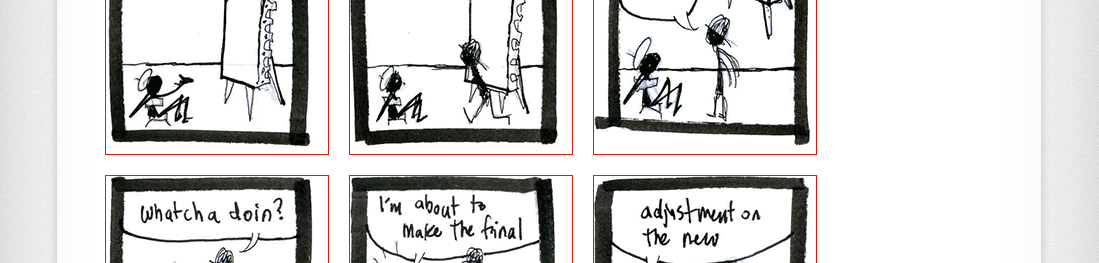 whatcha doin?
I'm about to
make the final
adjustment on
the new